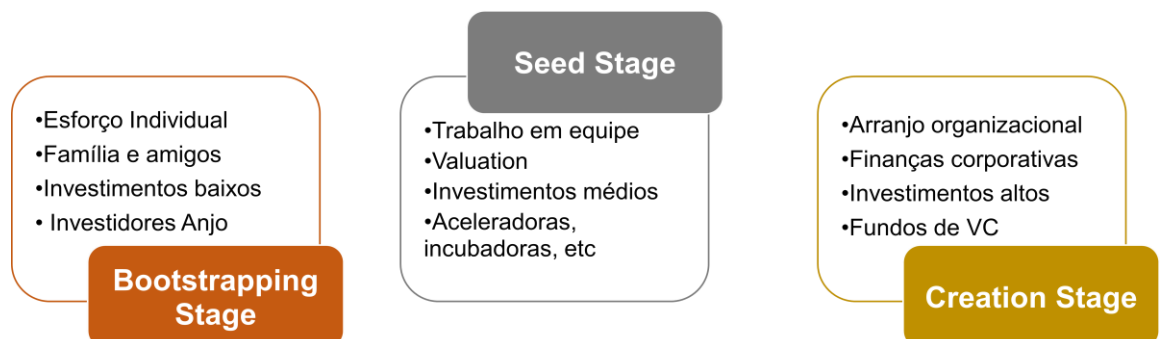 •Esforço Individual
•Família e amigos
•Investimentos baixos
• Investidores Anjo
Bootstrapping
Stage
Seed Stage
•Trabalho em equipe
•Valuation
•Investimentos médios
•Aceleradoras,
incubadoras, etc
•Arranjo organizacional
•Finanças corporativas
•Investimentos altos
•Fundos de VC
Creation Stage